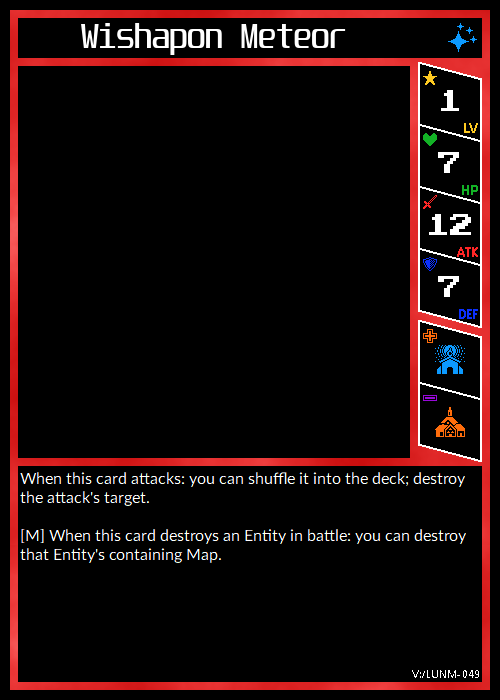 Wishapon Meteor
1
LV
7
HP
12
ATK
7
DEF
When this card attacks: you can shuffle it into the deck; destroy
the attack's target.
[M] When this card destroys an Entity in battle: you can destroy
that Entity's containing Map.
V:/LUNM-049